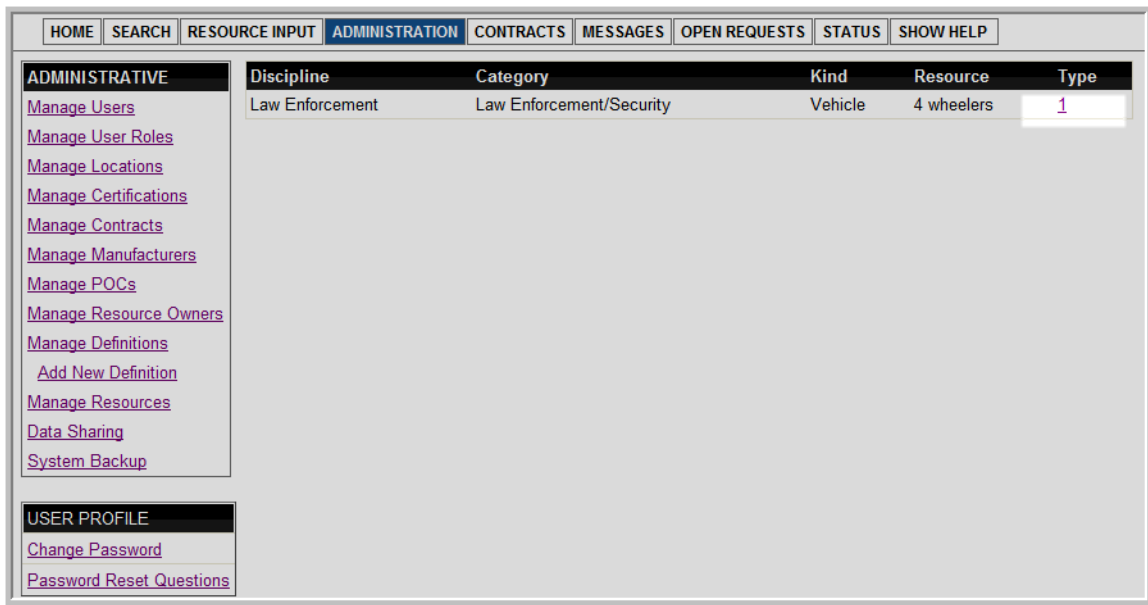 HOME SEARCH RESOURCE INPUT ADMINISTRATION CONTRACTS MESSAGES OPEN REQUESTS STATUS SHOW HELP
ADMINISTRATIVE
Manage Users
Manage User Roles
Manage Locations
Manage Certifications
Manage Contracts
Manage Manufacturers
Manage POCs
Manage Resource Owners
Manage Definitions
Add New Definition
Manage Resources
Data Sharing
System Backup
USER PROFILE
Change Password
Password Reset Questions
Discipline Category Kind Resource Type
Law Enforcement Law Enforcement/Security Vehicle 4 wheelers 1